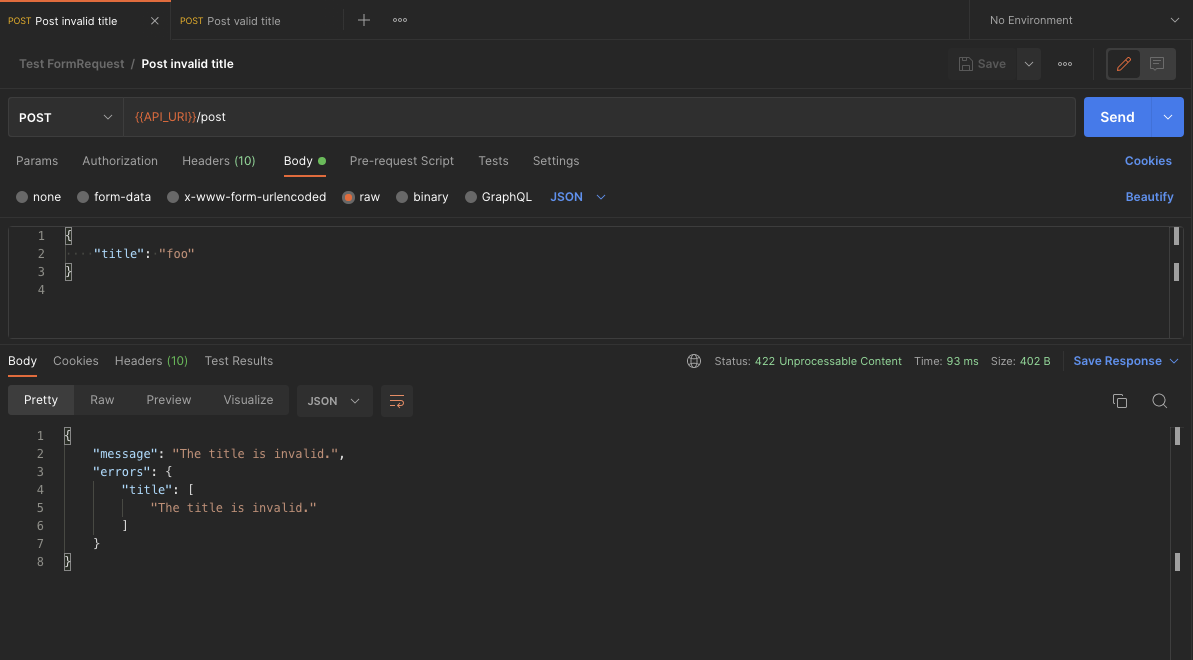 POST Post invalid title POST Post valid title No Environment
Test FormRequest / Post invalid title Save
POST {{API_URI}}/post Send
Params Authorization Headers (10) Body Pre-request Script Tests Settings Cookies
none form-data x-www-form-urlencoded raw binary GraphQL JSON Beautify
1 {
2 "title": "foo"
3 }
4
Body Cookies Headers (10) Test Results Status: 422 Unprocessable Content Time: 93 ms Size: 402 B Save Response
Pretty Raw Preview Visualize JSON
1 {
2 "message": "The title is invalid.",
3 "errors": {
4 "title": [
5 "The title is invalid."
6 ]
7 }
8 }